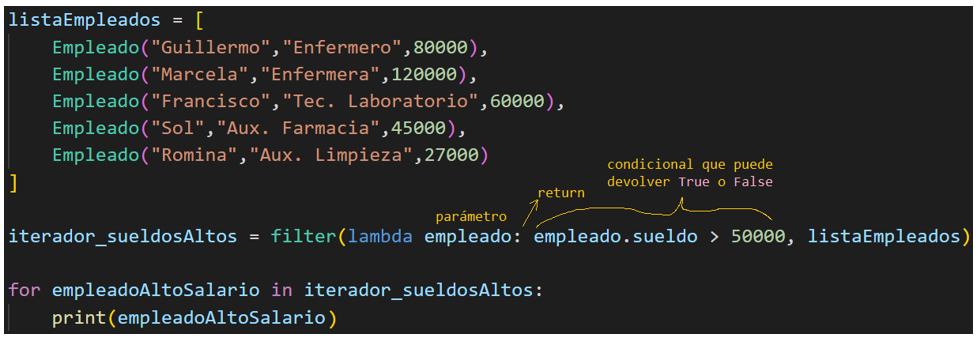 listaEmpleados = [
Empleado("Guillermo","Enfermero",80000),
Empleado("Marcela","Enfermera",120000),
Empleado("Francisco","Tec. Laboratorio",60000),
Empleado("Sol","Aux. Farmacia",45000),
Empleado("Romina","Aux. Limpieza",27000)
]
condicional que puede
devolver True o False
return
parámetro
iterador_sueldosAltos = filter(lambda empleado: empleado.sueldo > 50000, listaEmpleados)
for empleadoAltoSalario in iterador_sueldosAltos:
print(empleadoAltoSalario)